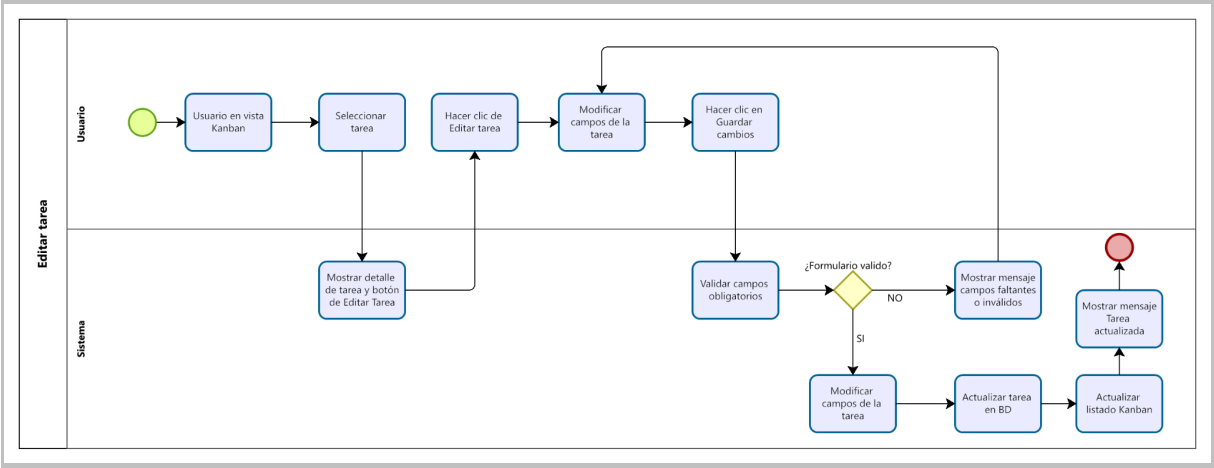 Editar tarea
Usuario
Usuario en vista
Kanban
Seleccionar
tarea
Hacer clic de
Editar tarea
Modificar
campos de la
tarea
Hacer clic en
Guardar
cambios
Sistema
Mostrar detalle
de tarea y botón
de Editar Tarea
Validar campos
obligatorios
¿Formulario valido?
NO
Mostrar mensaje
campos faltantes
o inválidos
SI
Modificar
campos de la
tarea
Actualizar tarea
en BD
Actualizar
listado Kanban
Mostrar mensaje
Tarea
actualizada